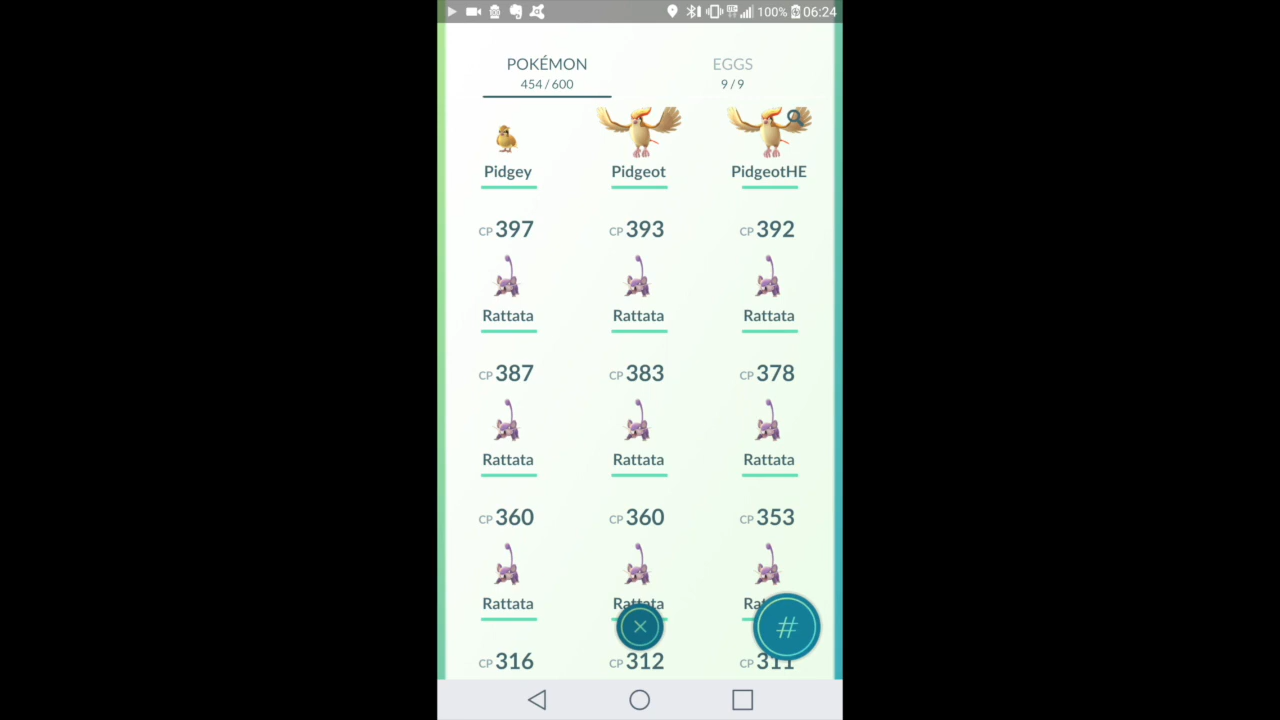 100% 06:24
POKÉMON EGGS
454 / 600 9 / 9
Pidgey Pidgeot PidgeotHE
CP 397 CP 393 CP 392
Rattata Rattata Rattata
CP 387 CP 383 CP 378
Rattata Rattata Rattata
CP 360 CP 360 CP 353
Rattata Rattata
#
CP 316 CP 312 CP 311